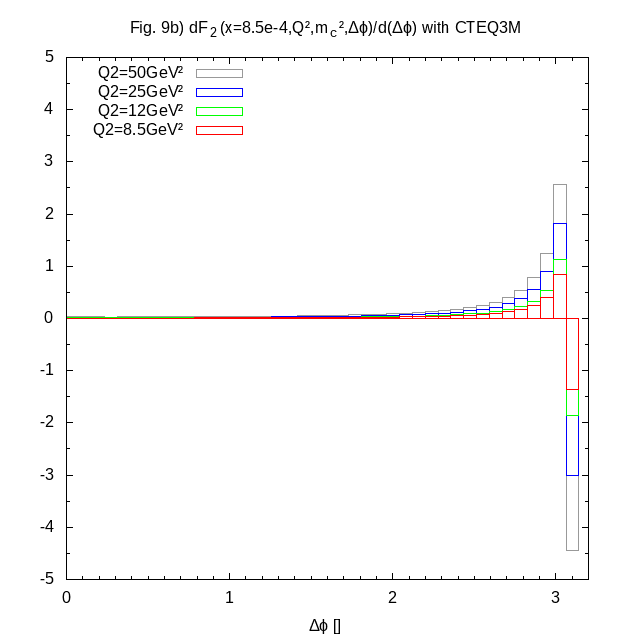 Fig. 9b) dF₂(x=8.5e-4,Q²,m_c²,Δϕ)/d(Δϕ) with CTEQ3M
Q2=50GeV²
Q2=25GeV²
Q2=12GeV²
Q2=8.5GeV²
5
4
3
2
1
0
-1
-2
-3
-4
-5
0 1 2 3
Δϕ []